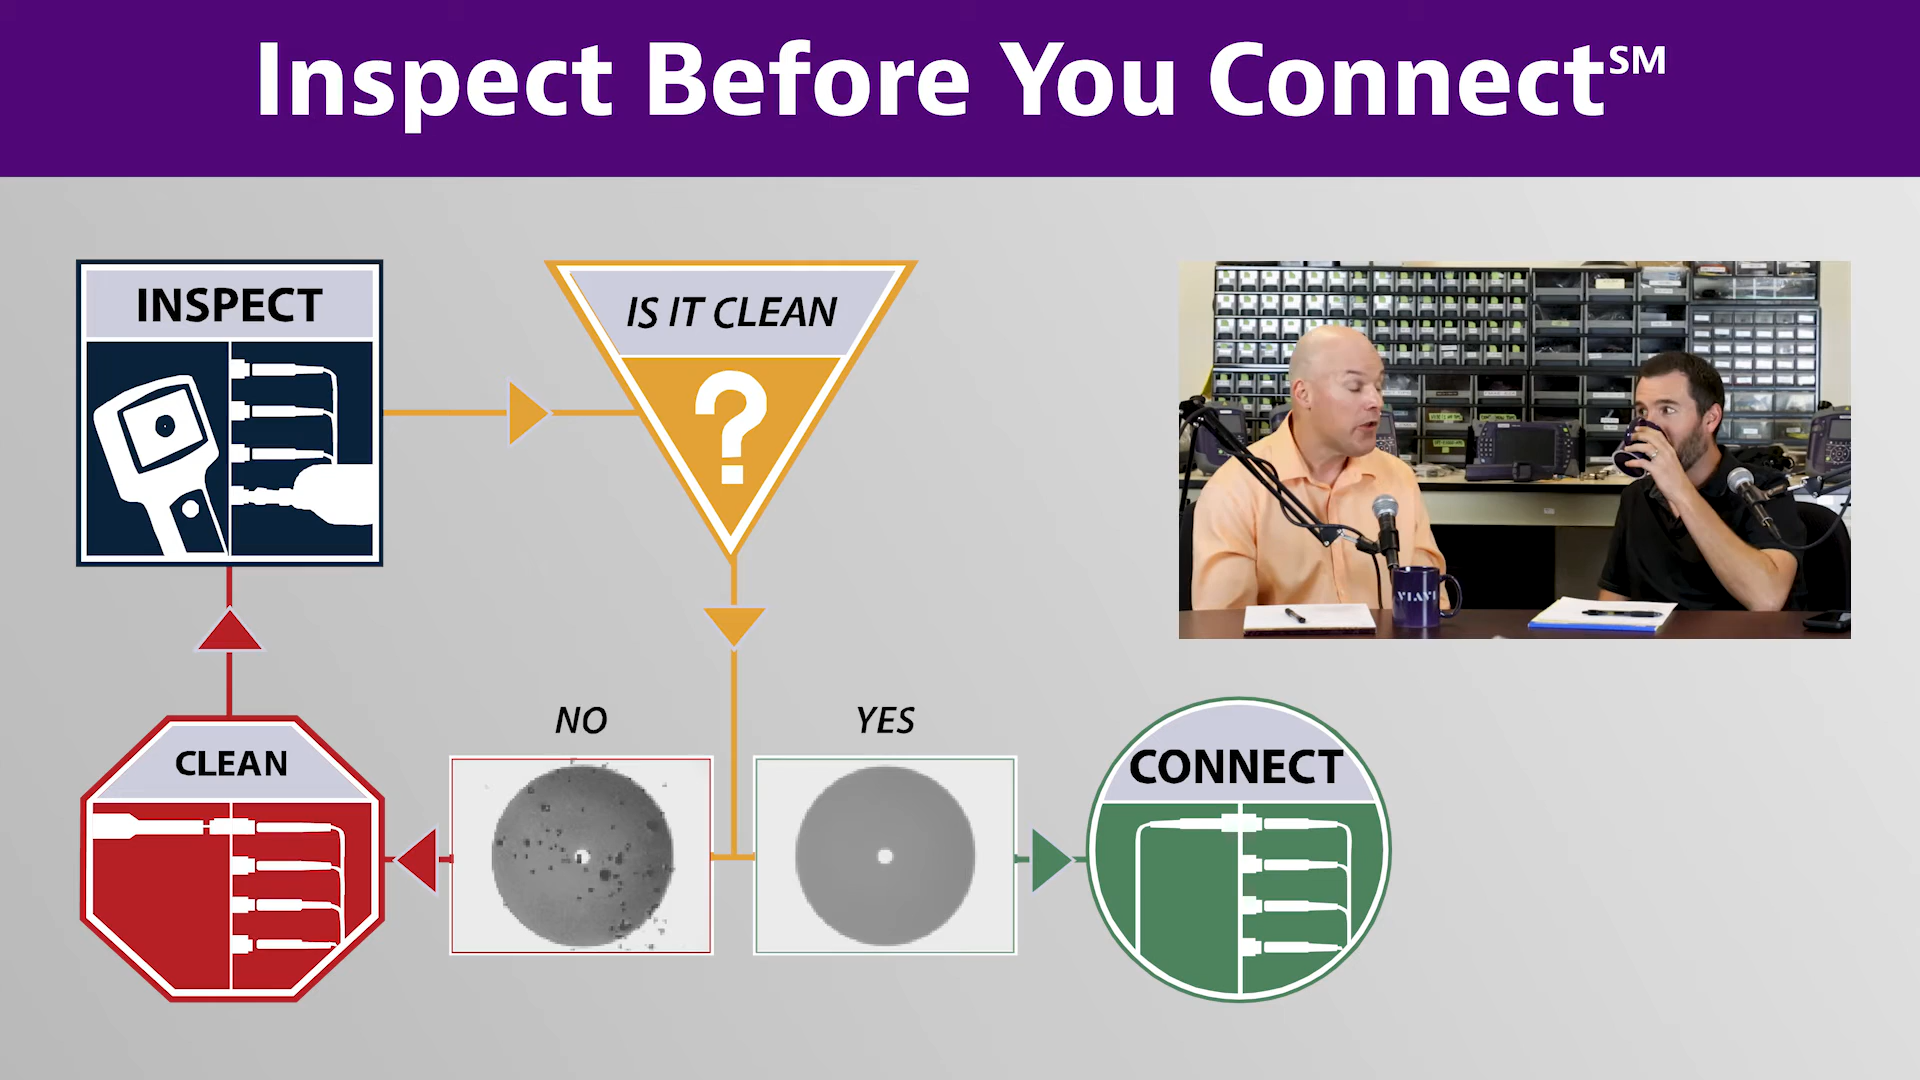 Inspect Before You Connect℠
INSPECT
IS IT CLEAN
?
VIAVI
NO
YES
CLEAN
CONNECT